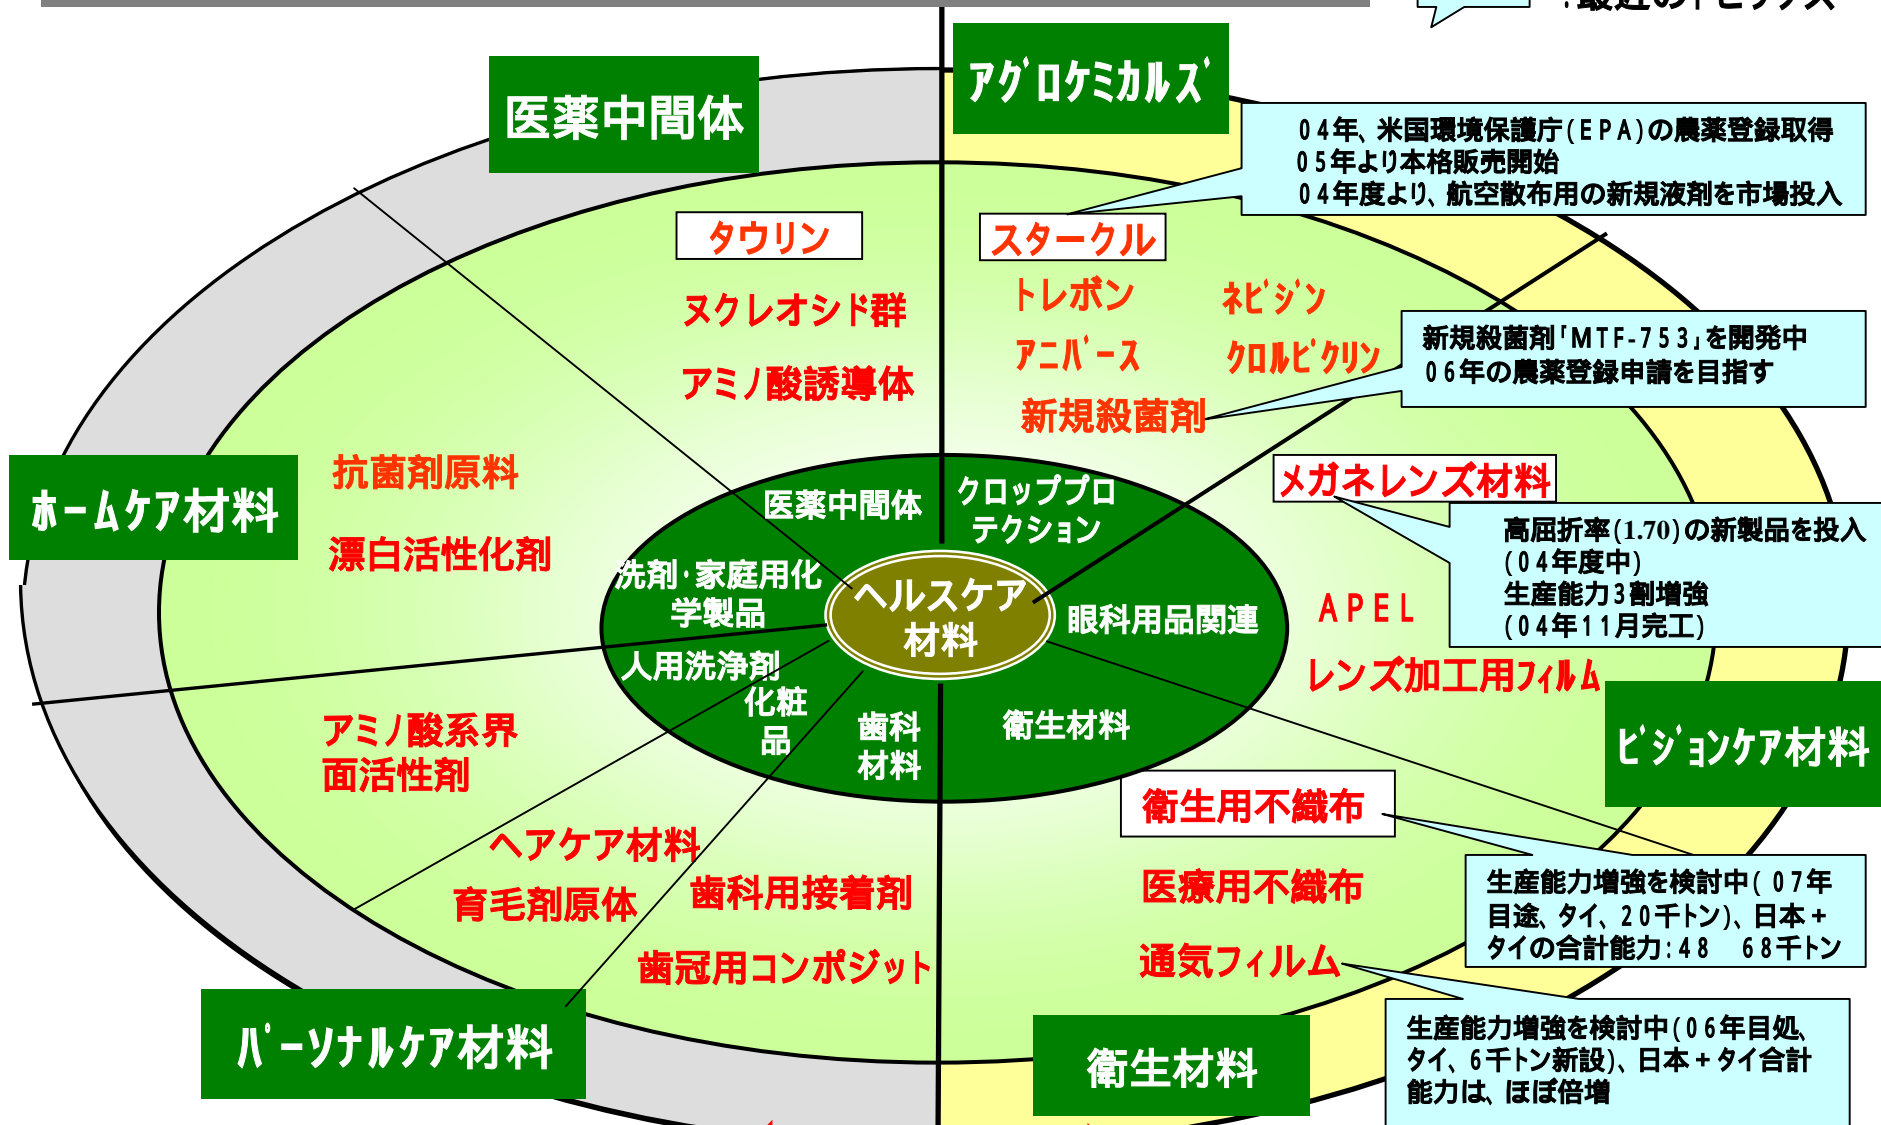 :最近のトピックス
医薬中間体
アグロケミカルズ
04年、米国環境保護庁(EPA)の農薬登録取得
05年より本格販売開始
04年度より、航空散布用の新規液剤を市場投入
タウリン
スタークル
ヌクレオシド群
トレボン
ネビジン
アニバース
クロルピクリン
アミノ酸誘導体
新規殺菌剤
新規殺菌剤「MTF-753」を開発中
06年の農薬登録申請を目指す
ホームケア材料
抗菌剤原料
漂白活性化剤
医薬中間体
クロッププロ
テクション
メガネレンズ材料
高屈折率(1.70)の新製品を投入
(04年度中)
生産能力3割増強
(04年11月完工)
洗剤・家庭用化
学製品
ヘルスケア
材料
眼科用品関連
APEL
レンズ加工用フィルム
人用洗浄剤
化粧
品
歯科
材料
衛生材料
ビジョンケア材料
アミノ酸系界
面活性剤
衛生用不織布
ヘアケア材料
育毛剤原体
歯科用接着剤
歯冠用コンポジット
医療用不織布
通気フィルム
生産能力増強を検討中(07年
目途、タイ、20千トン)、日本+
タイの合計能力:48 68千トン
パーソナルケア材料
衛生材料
生産能力増強を検討中(06年目処、
タイ、6千トン新設)、日本+タイ合計
能力は、ほぼ倍増